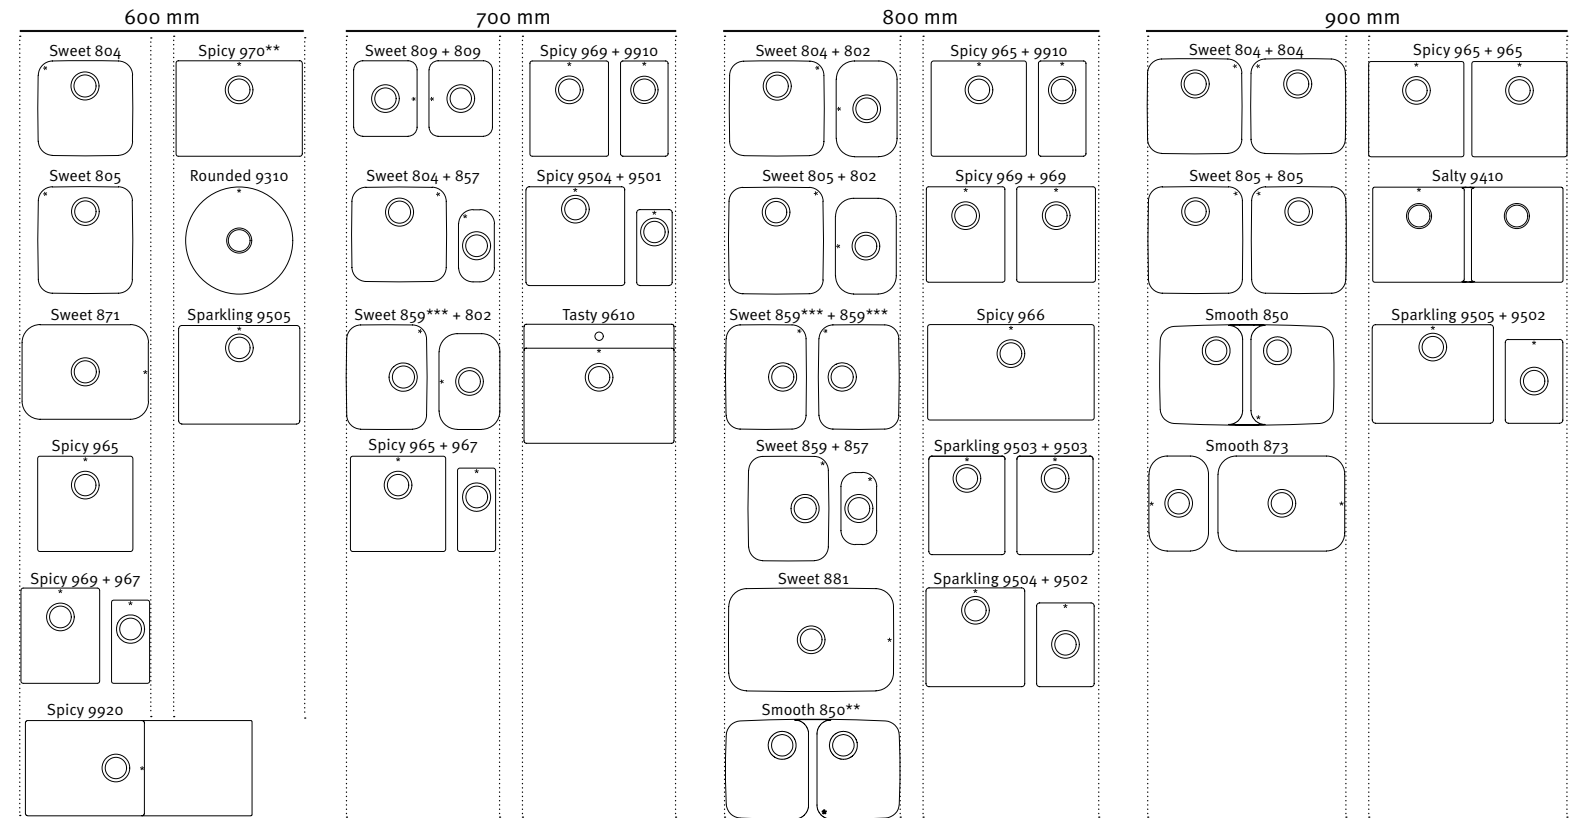 600 mm
700 mm
800 mm
900 mm
Sweet 804
Spicy 970**
Sweet 809 + 809
Spicy 969 + 9910
Sweet 804 + 802
Spicy 965 + 9910
Sweet 804 + 804
Spicy 965 + 965
Sweet 805
Rounded 9310
Sweet 804 + 857
Spicy 9504 + 9501
Sweet 805 + 802
Spicy 969 + 969
Sweet 805 + 805
Salty 9410
Sweet 871
Sparkling 9505
Sweet 859*** + 802
Tasty 9610
Sweet 859*** + 859***
Spicy 966
Smooth 850
Sparkling 9505 + 9502
Spicy 965
Spicy 965 + 967
Sweet 859 + 857
Sparkling 9503 + 9503
Smooth 873
Spicy 969 + 967
Sweet 881
Sparkling 9504 + 9502
Spicy 9920
Smooth 850**